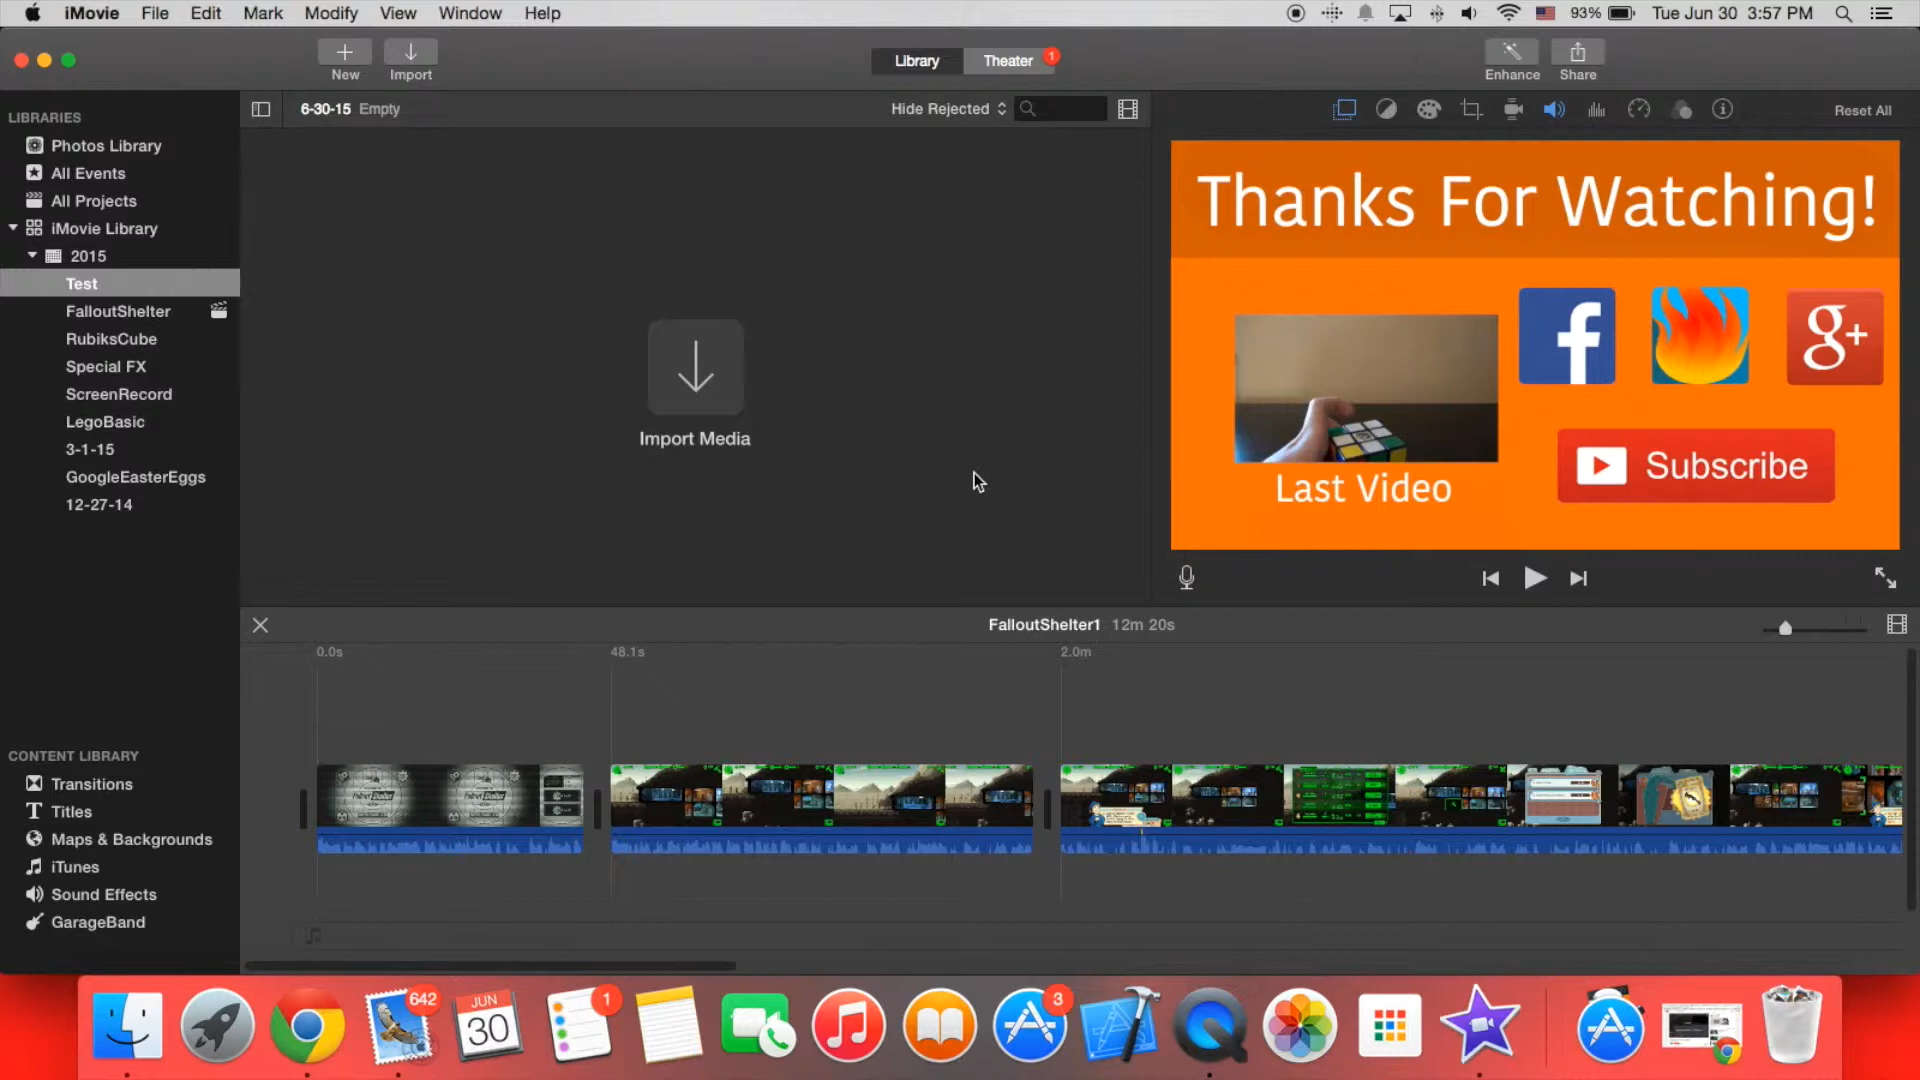 iMovie File Edit Mark Modify View Window Help
93% Tue Jun 30 3:57 PM
New
Import
Library
Theater 1
Enhance
Share
LIBRARIES
Photos Library
All Events
All Projects
iMovie Library
2015
Test
FalloutShelter
RubiksCube
Special FX
ScreenRecord
LegoBasic
3-1-15
GoogleEasterEggs
12-27-14
CONTENT LIBRARY
Transitions
Titles
Maps & Backgrounds
iTunes
Sound Effects
GarageBand
6-30-15 Empty
Hide Rejected
Import Media
Reset All
Thanks For Watching!
f
g+
Last Video
Subscribe
FalloutShelter1 12m 20s
0.0s
48.1s
2.0m
642
JUN
30
1
3